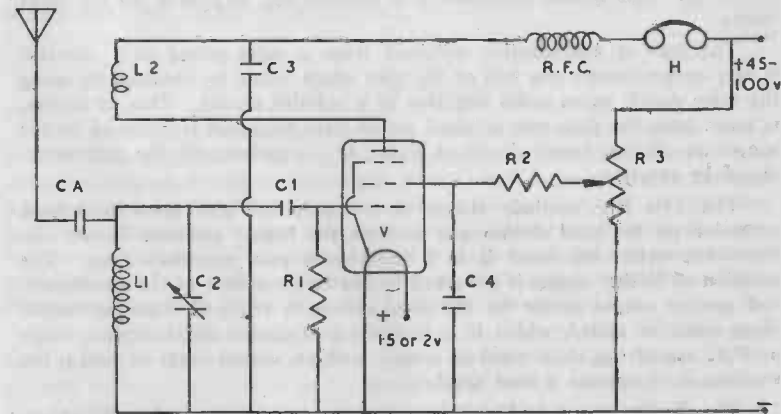 L2
C3
R.F.C.
H
+45-
100v
CA
C1
R2
R3
V
L1
C2
R1
C4
+
1·5 or 2v
–